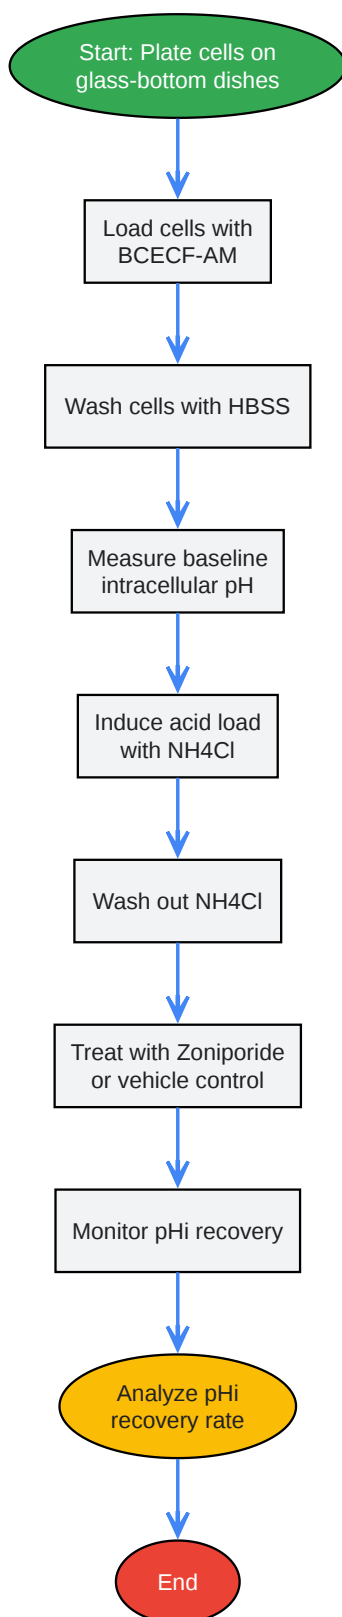 Start: Plate cells on
glass-bottom dishes
Load cells with
BCECF-AM
Wash cells with HBSS
Measure baseline
intracellular pH
Induce acid load
with NH4Cl
Wash out NH4Cl
Treat with Zoniporide
or vehicle control
Monitor pHi recovery
Analyze pHi
recovery rate
End